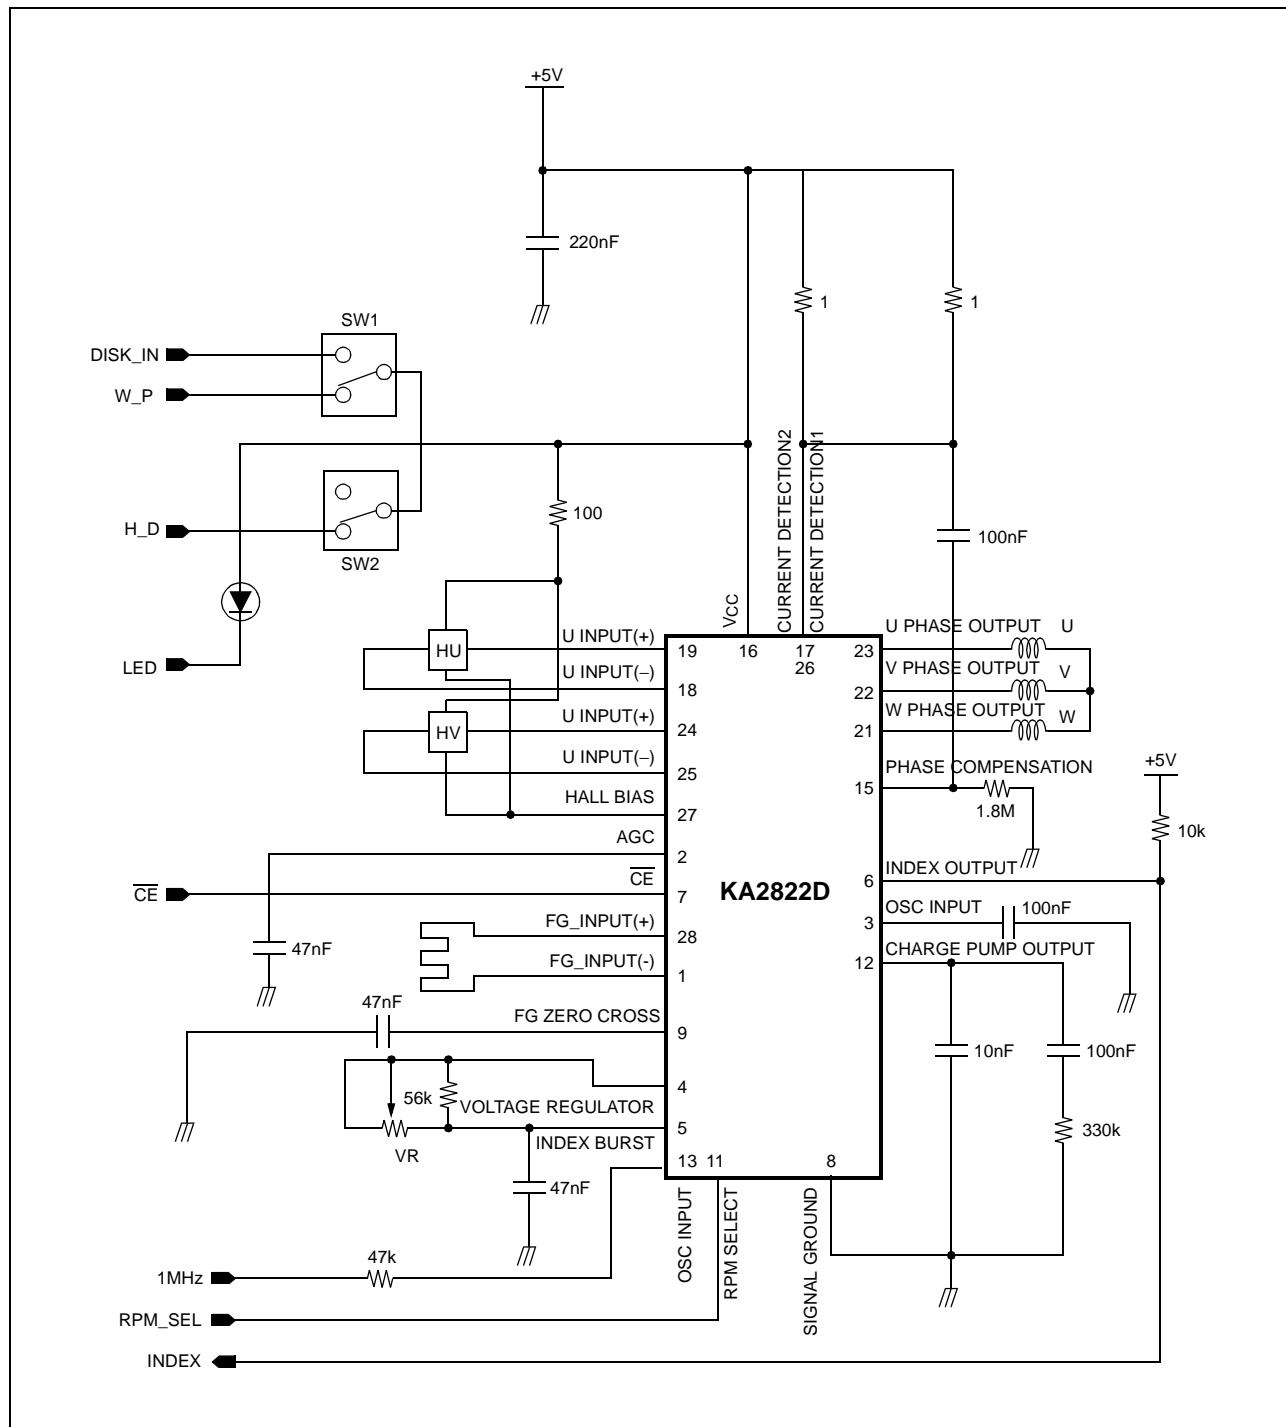 +5V
220nF
1
1
SW1
DISK_IN
W_P
H_D
SW2
LED
100
CURRENT DETECTION2
CURRENT DETECTION1
100nF
VCC
HU
HV
U INPUT(+)
U INPUT(−)
U INPUT(+)
U INPUT(−)
HALL BIAS
AGC
CE
CE
47nF
FG_INPUT(+)
FG_INPUT(-)
47nF
FG ZERO CROSS
56k
VOLTAGE REGULATOR
VR
INDEX BURST
47nF
19
18
24
25
27
2
7
28
1
9
4
5
13
11
8
16
17
26
23
22
21
15
6
3
12
KA2822D
U PHASE OUTPUT
U
V PHASE OUTPUT
V
W PHASE OUTPUT
W
PHASE COMPENSATION
1.8M
+5V
10k
INDEX OUTPUT
OSC INPUT
100nF
CHARGE PUMP OUTPUT
10nF
100nF
330k
OSC INPUT
RPM SELECT
SIGNAL GROUND
1MHz
47k
RPM_SEL
INDEX